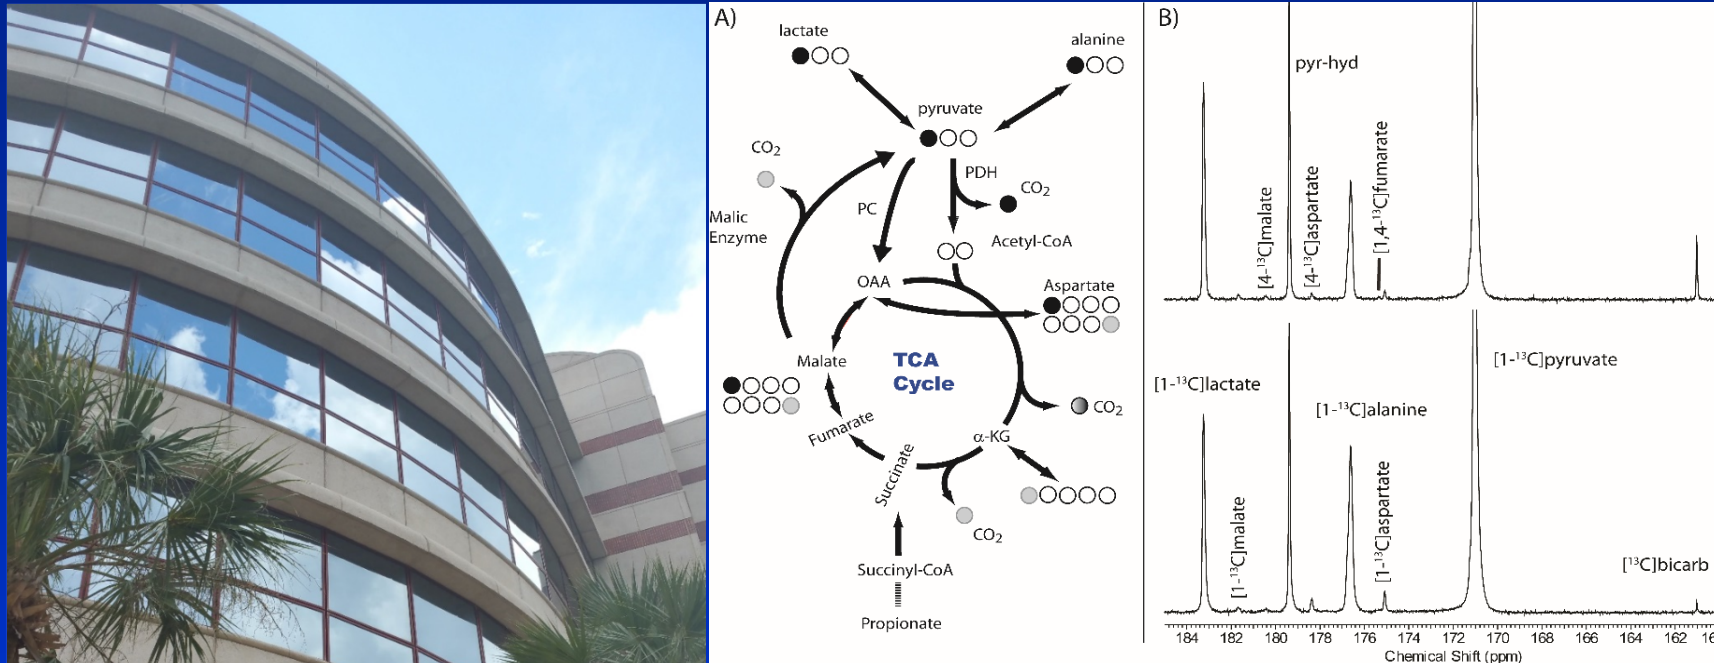 A)
lactate
alanine
pyruvate
CO₂
PDH
CO₂
PC
Malic
Enzyme
Acetyl-CoA
OAA
Aspartate
Malate
TCA
Cycle
CO₂
Fumarate
α-KG
Succinate
CO₂
Succinyl-CoA
Propionate
B)
pyr-hyd
[4-¹³C]malate
[4-¹³C]aspartate
[1,4-¹³C]fumarate
[1-¹³C]pyruvate
[1-¹³C]lactate
[1-¹³C]alanine
[1-¹³C]malate
[1-¹³C]aspartate
[¹³C]bicarb
184 182 180 178 176 174 172 170 168 166 164 162
Chemical Shift (ppm)